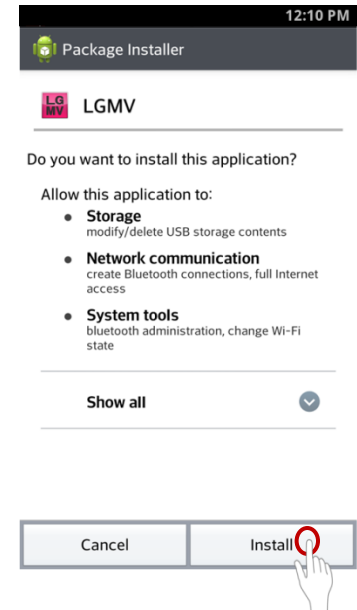 12:10 PM
Package Installer
LG
MV
LGMV
Do you want to install this application?
Allow this application to:
● Storage
modify/delete USB storage contents
● Network communication
create Bluetooth connections, full Internet
access
● System tools
bluetooth administration, change Wi-Fi
state
Show all
Cancel
Install